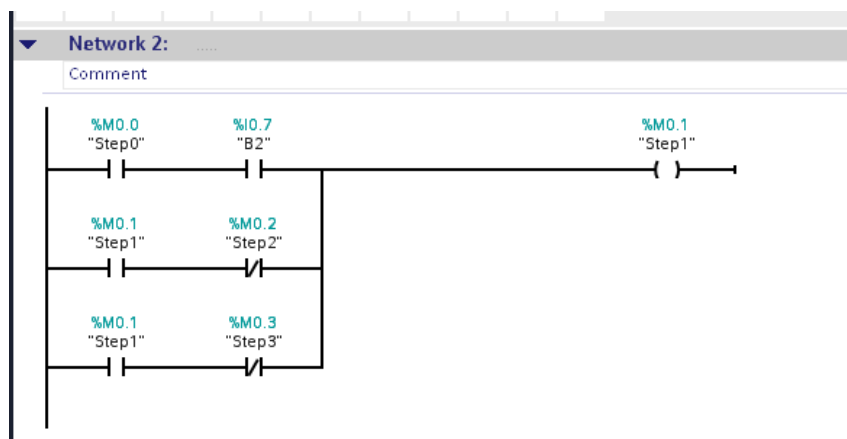 Network 2: .....
Comment
%M0.0 %I0.7 %M0.1
"Step0" "B2" "Step1"
%M0.1 %M0.2
"Step1" "Step2"
%M0.1 %M0.3
"Step1" "Step3"